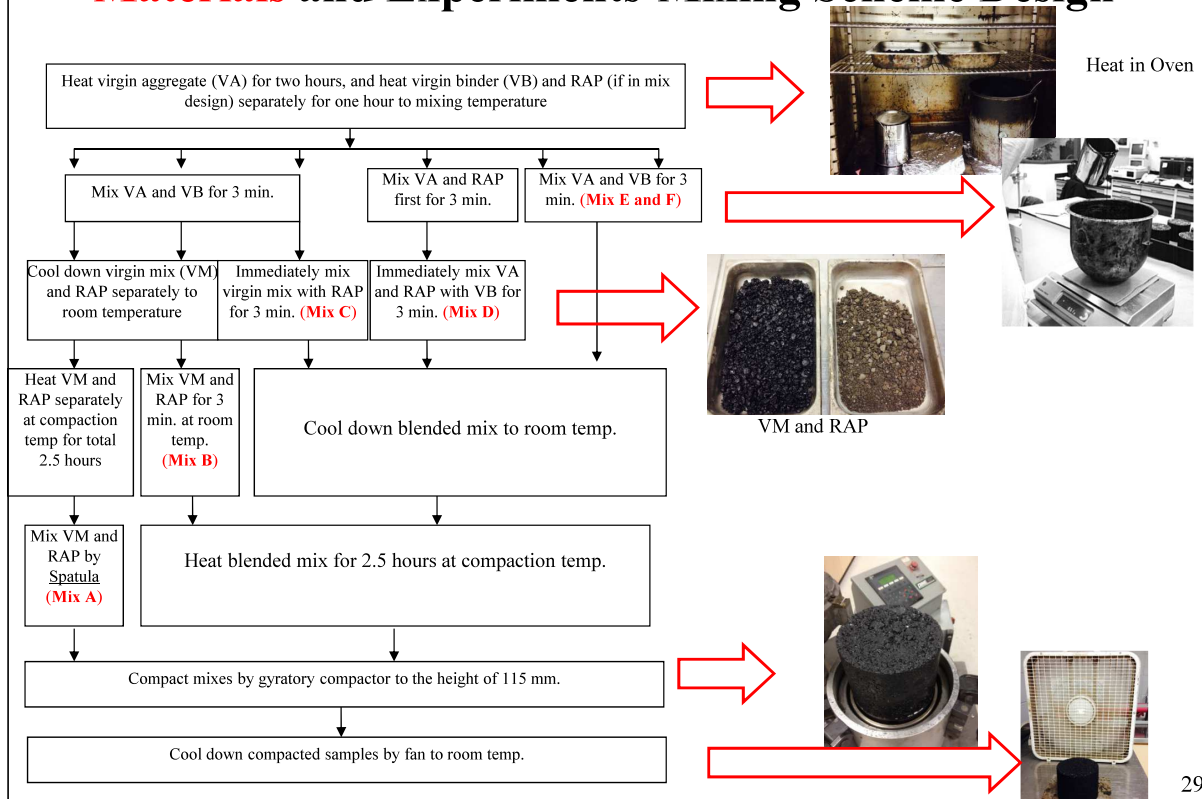 Materials and Experiments-Mixing Scheme Design
Heat in Oven
Heat virgin aggregate (VA) for two hours, and heat virgin binder (VB) and RAP (if in mix
design) separately for one hour to mixing temperature
Mix VA and VB for 3 min.
Mix VA and RAP
first for 3 min.
Mix VA and VB for 3
min. (Mix E and F)
Cool down virgin mix (VM)
and RAP separately to
room temperature
Immediately mix
virgin mix with RAP
for 3 min. (Mix C)
Immediately mix VA
and RAP with VB for
3 min. (Mix D)
Heat VM and
RAP separately
at compaction
temp for total
2.5 hours
Mix VM and
RAP for 3
min. at room
temp.
(Mix B)
Cool down blended mix to room temp.
VM and RAP
Mix VM and
RAP by
Spatula
(Mix A)
Heat blended mix for 2.5 hours at compaction temp.
Compact mixes by gyratory compactor to the height of 115 mm.
Cool down compacted samples by fan to room temp.
29